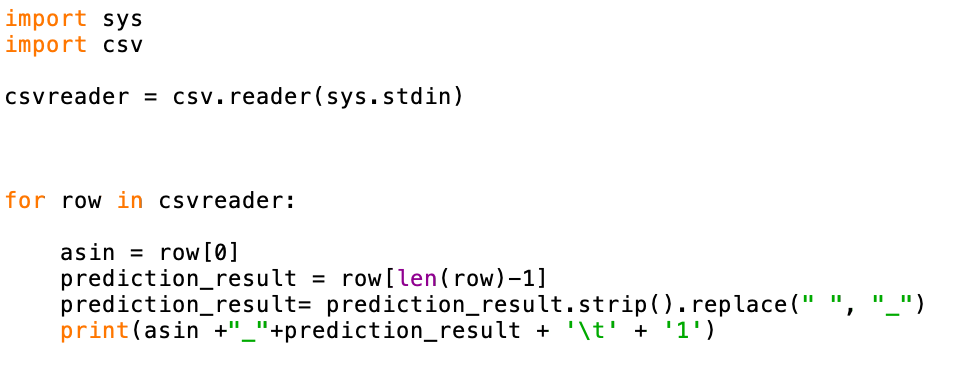 import sys
import csv
csvreader = csv.reader(sys.stdin)
for row in csvreader:
asin = row[0]
prediction_result = row[len(row)-1]
prediction_result= prediction_result.strip().replace(" ", "_")
print(asin +"_"+prediction_result + '\t' + '1')